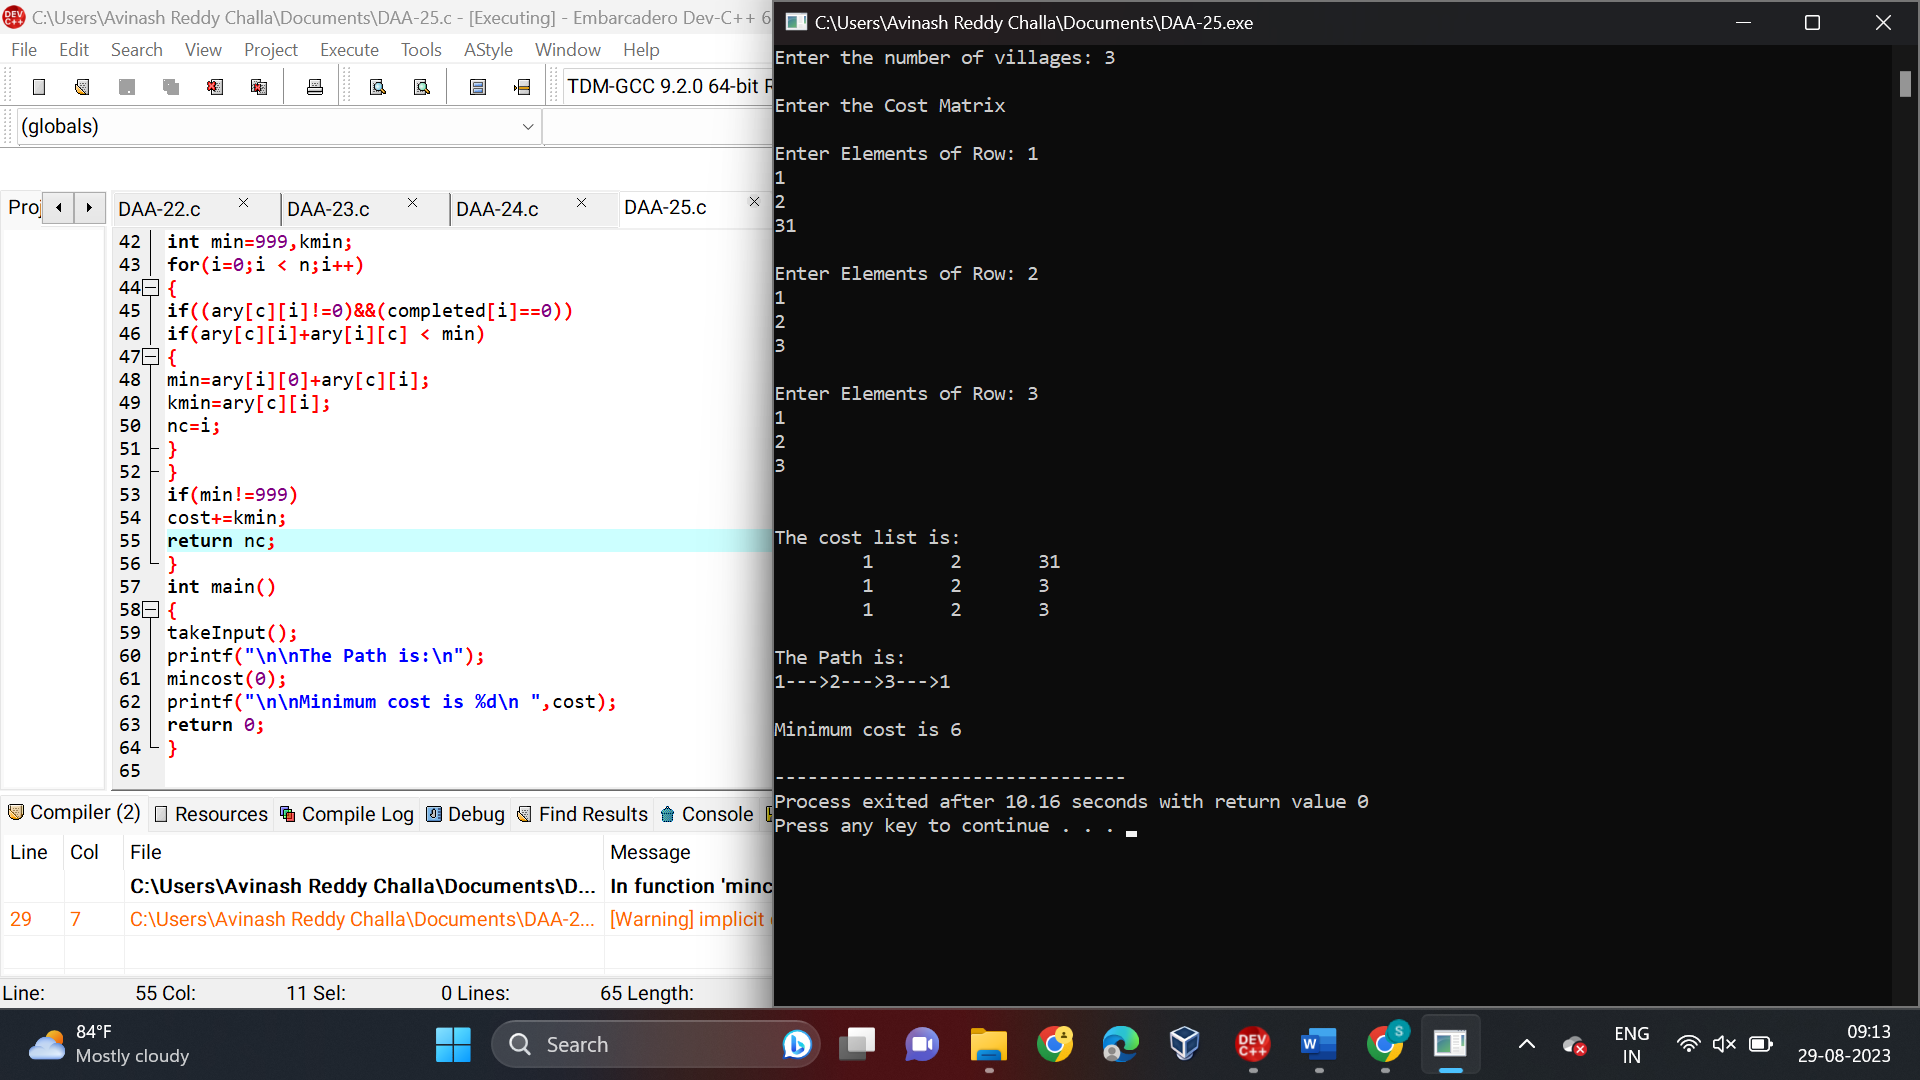 C:\Users\Avinash Reddy Challa\Documents\DAA-25.c - [Executing] - Embarcadero Dev-C++ 6
File Edit Search View Project Execute Tools AStyle Window Help
TDM-GCC 9.2.0 64-bit R
(globals)
Proj
DAA-22.c DAA-23.c DAA-24.c DAA-25.c
42 int min=999,kmin;
43 for(i=0;i < n;i++)
44 {
45 if((ary[c][i]!=0)&&(completed[i]==0))
46 if(ary[c][i]+ary[i][c] < min)
47 {
48 min=ary[i][0]+ary[c][i];
49 kmin=ary[c][i];
50 nc=i;
51 }
52 }
53 if(min!=999)
54 cost+=kmin;
55 return nc;
56 }
57 int main()
58 {
59 takeInput();
60 printf("\n\nThe Path is:\n");
61 mincost(0);
62 printf("\n\nMinimum cost is %d\n ",cost);
63 return 0;
64 }
65
Compiler (2) Resources Compile Log Debug Find Results Console
Line Col File Message
C:\Users\Avinash Reddy Challa\Documents\D... In function 'minc
29 7 C:\Users\Avinash Reddy Challa\Documents\DAA-2... [Warning] implicit
Line: 55 Col: 11 Sel: 0 Lines: 65 Length:
C:\Users\Avinash Reddy Challa\Documents\DAA-25.exe
Enter the number of villages: 3
Enter the Cost Matrix
Enter Elements of Row: 1
1
2
31
Enter Elements of Row: 2
1
2
3
Enter Elements of Row: 3
1
2
3
The cost list is:
1 2 31
1 2 3
1 2 3
The Path is:
1--->2--->3--->1
Minimum cost is 6
--------------------------------
Process exited after 10.16 seconds with return value 0
Press any key to continue . . .
84°F
Mostly cloudy
Search
DEV C++
W
S
ENG
IN
09:13
29-08-2023